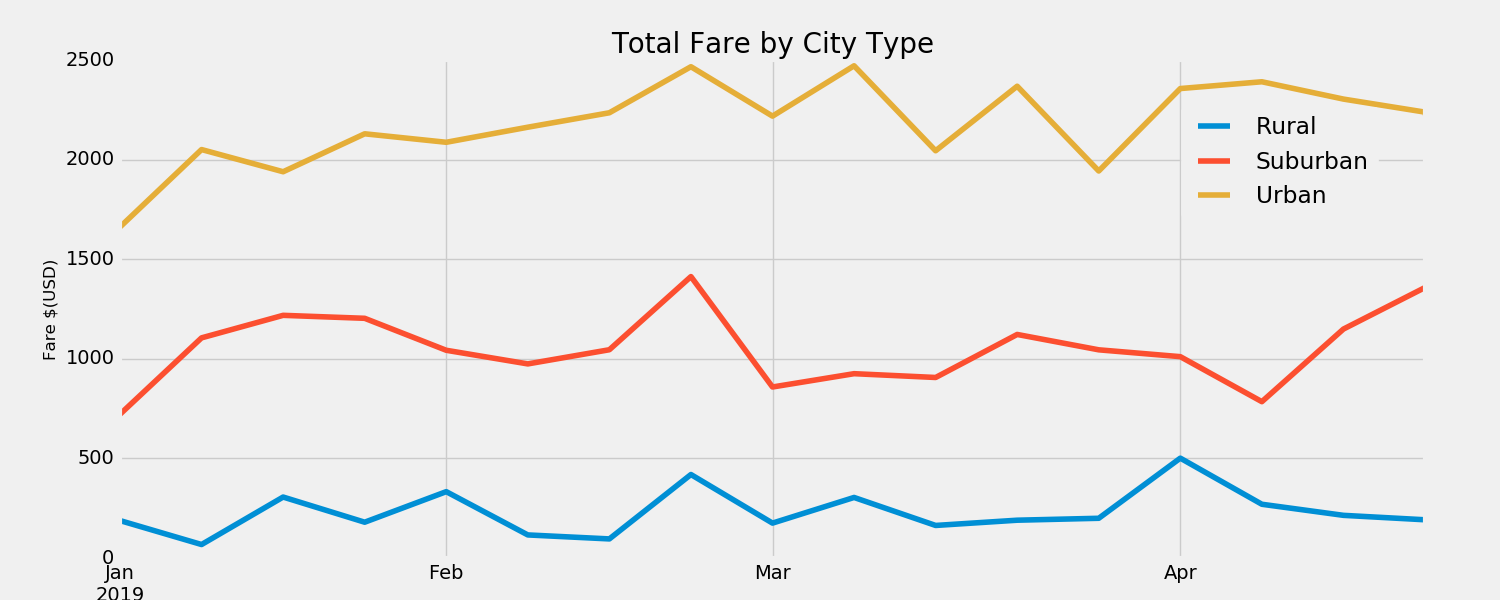 Total Fare by City Type
2500
2000
1500
1000
500
0
Fare $(USD)
Rural
Suburban
Urban
Jan Feb Mar Apr
2019